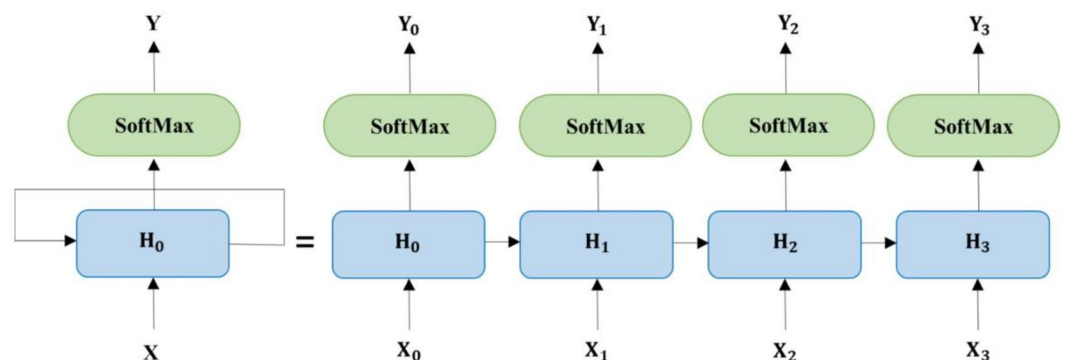 Y Y₀ Y₁ Y₂ Y₃
SoftMax SoftMax SoftMax SoftMax SoftMax
H₀ = H₀ H₁ H₂ H₃
X X₀ X₁ X₂ X₃